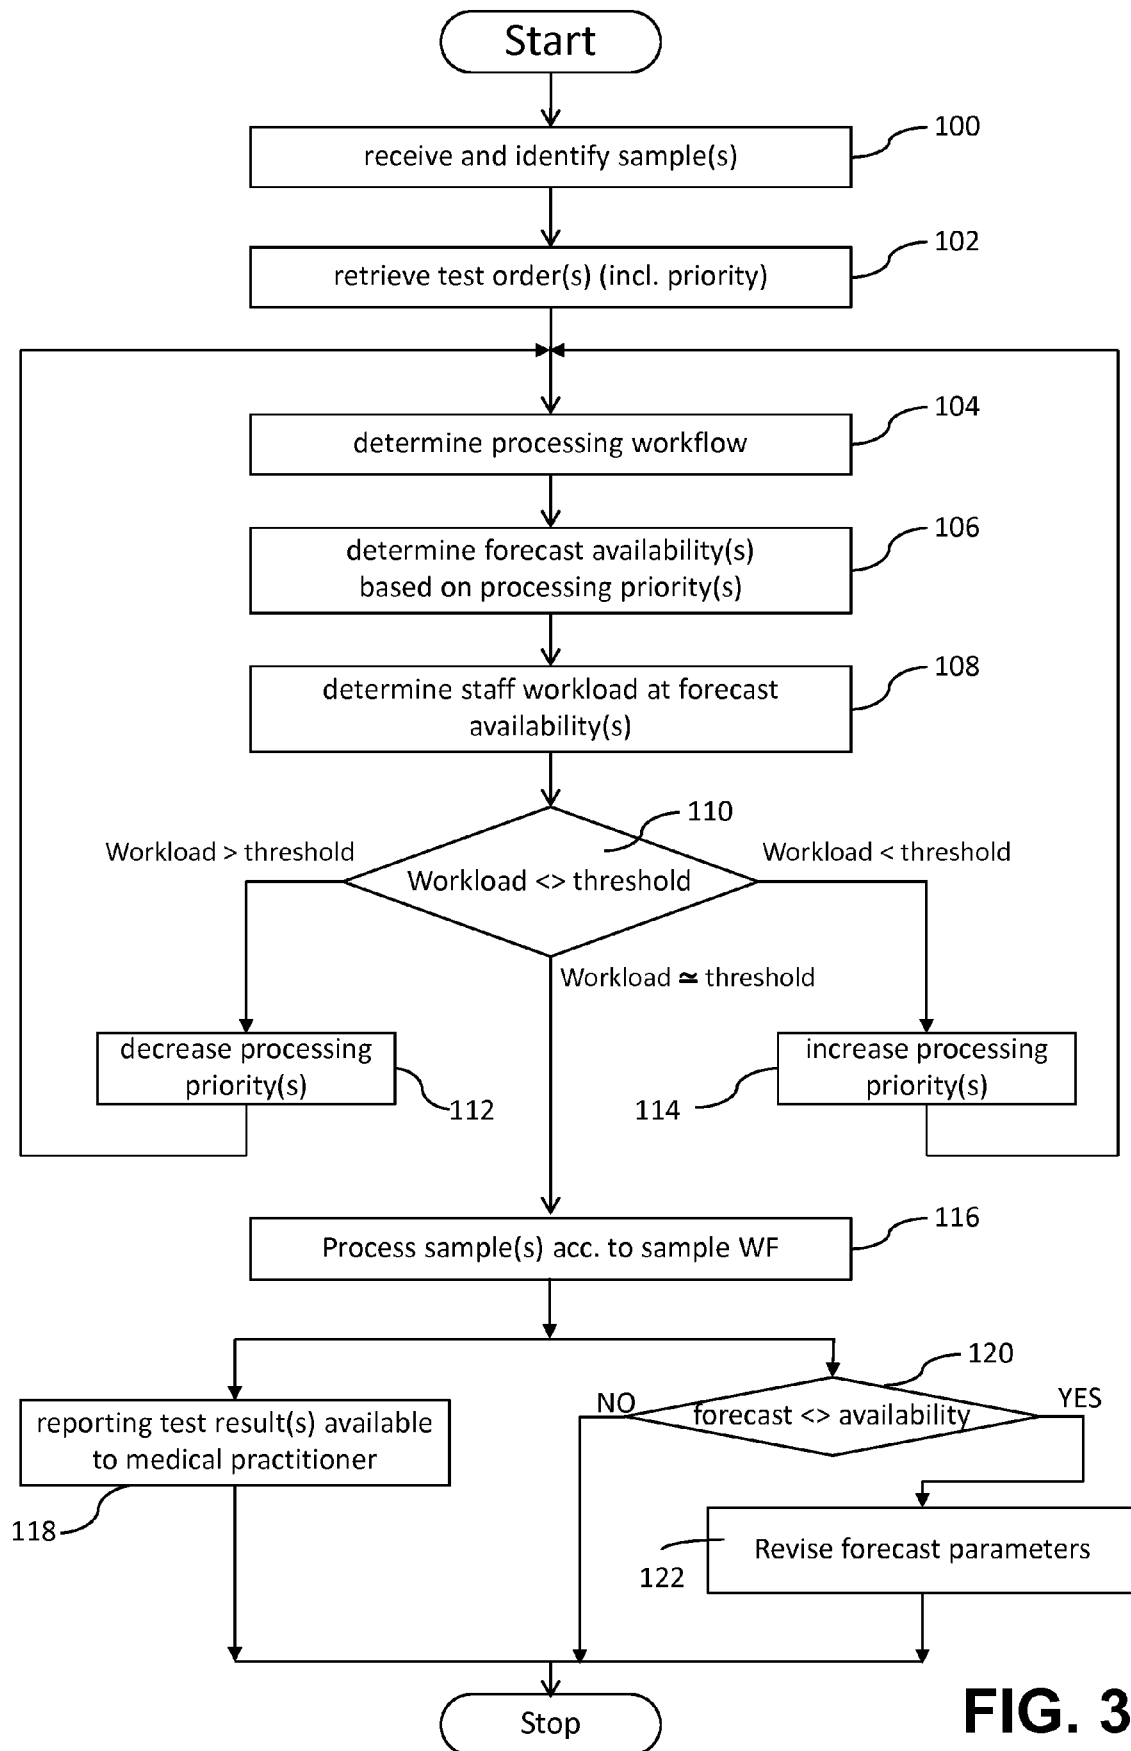 Start
100
receive and identify sample(s)
102
retrieve test order(s) (incl. priority)
104
determine processing workflow
106
determine forecast availability(s)
based on processing priority(s)
108
determine staff workload at forecast
availability(s)
110
Workload > threshold
Workload < threshold
Workload <> threshold
Workload ≃ threshold
decrease processing
priority(s)
112
increase processing
priority(s)
114
116
Process sample(s) acc. to sample WF
120
NO
YES
forecast <> availability
reporting test result(s) available
to medical practitioner
118
Revise forecast parameters
122
Stop
FIG. 3